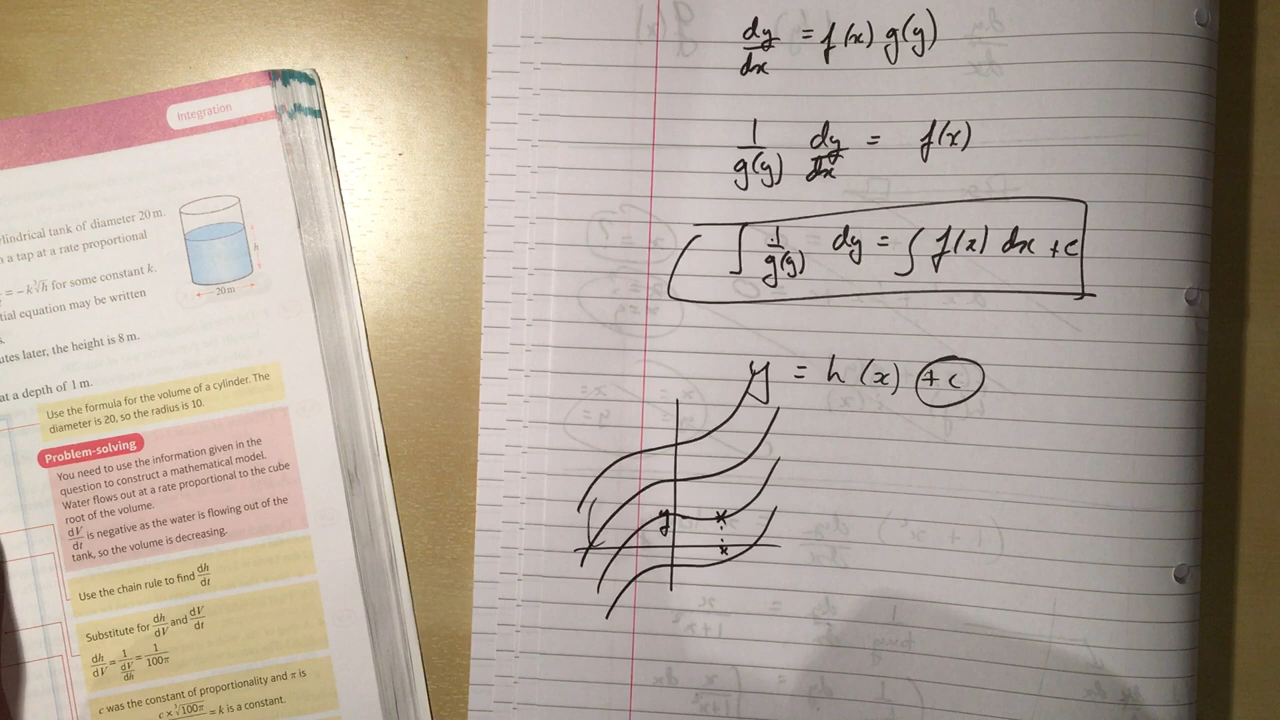 Integration
lindrical tank of diameter 20 m.
a tap at a rate proportional
= −k∛h for some constant k.
tial equation may be written
s.
utes later, the height is 8 m.
at a depth of 1 m.
h
20 m
Use the formula for the volume of a cylinder. The
diameter is 20, so the radius is 10.
Problem-solving
You need to use the information given in the
question to construct a mathematical model.
Water flows out at a rate proportional to the cube
root of the volume.
dV/dt is negative as the water is flowing out of the
tank, so the volume is decreasing.
Use the chain rule to find dh/dt
Substitute for dh/dV and dV/dt
dh/dV = 1/(dV/dh) = 1/100π
c was the constant of proportionality and π is
c × ∛100π / = k is a constant.
dy/dx = f(x) g(y)
1/g(y) dy/dx = f(x)
∫ 1/g(y) dy = ∫ f(x) dx + c
y = h(x) + c
y x
x